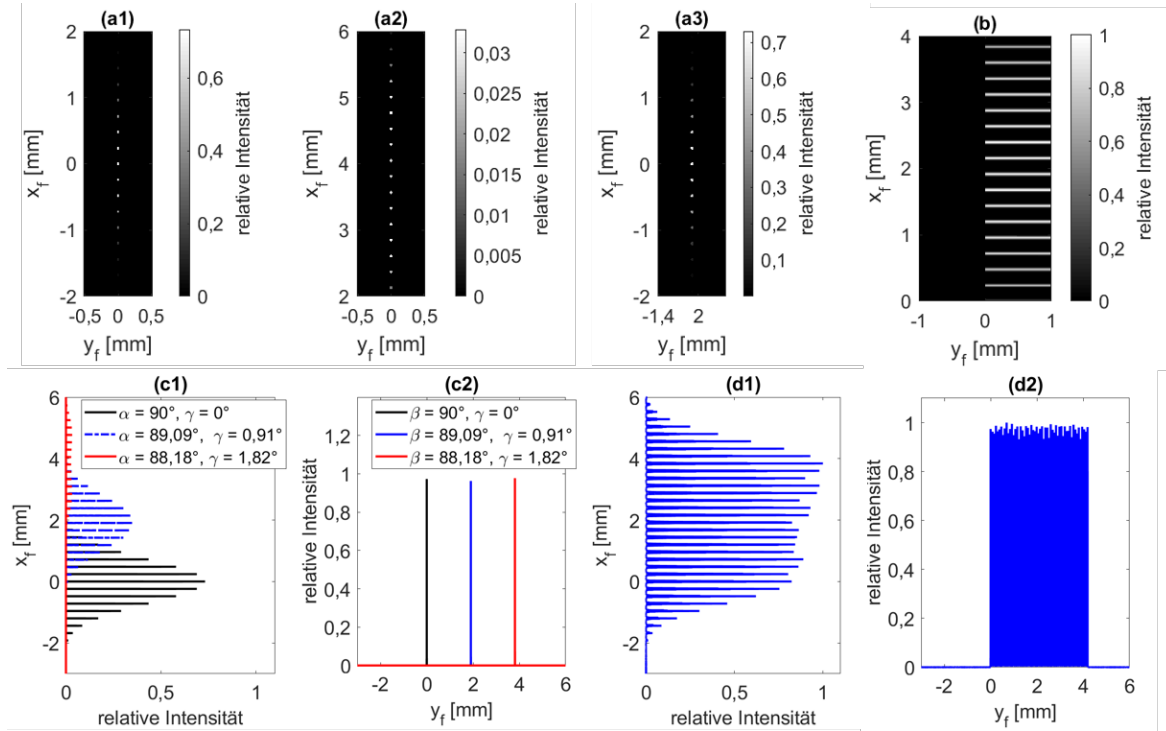 (a1)
2
1
0
-1
-2
x_f [mm]
-0,5 0 0,5
y_f [mm]
0,6
0,4
0,2
0
relative Intensität
(a2)
6
5
4
3
2
x_f [mm]
-0,5 0 0,5
y_f [mm]
0,03
0,025
0,02
0,015
0,01
0,005
0
relative Intensität
(a3)
2
1
0
-1
-2
x_f [mm]
-1,4 2
y_f [mm]
0,7
0,6
0,5
0,4
0,3
0,2
0,1
relative Intensität
(b)
4
3
2
1
0
x_f [mm]
-1 0 1
y_f [mm]
1
0,8
0,6
0,4
0,2
0
relative Intensität
(c1)
6
4
2
0
-2
x_f [mm]
α = 90°, γ = 0°
α = 89,09°, γ = 0,91°
α = 88,18°, γ = 1,82°
0 0,5 1
relative Intensität
(c2)
1,2
1
0,8
0,6
0,4
0,2
0
relative Intensität
β = 90°, γ = 0°
β = 89,09°, γ = 0,91°
β = 88,18°, γ = 1,82°
-2 0 2 4 6
y_f [mm]
(d1)
6
4
2
0
-2
x_f [mm]
0 0,5 1
relative Intensität
(d2)
1
0,8
0,6
0,4
0,2
0
relative Intensität
-2 0 2 4 6
y_f [mm]